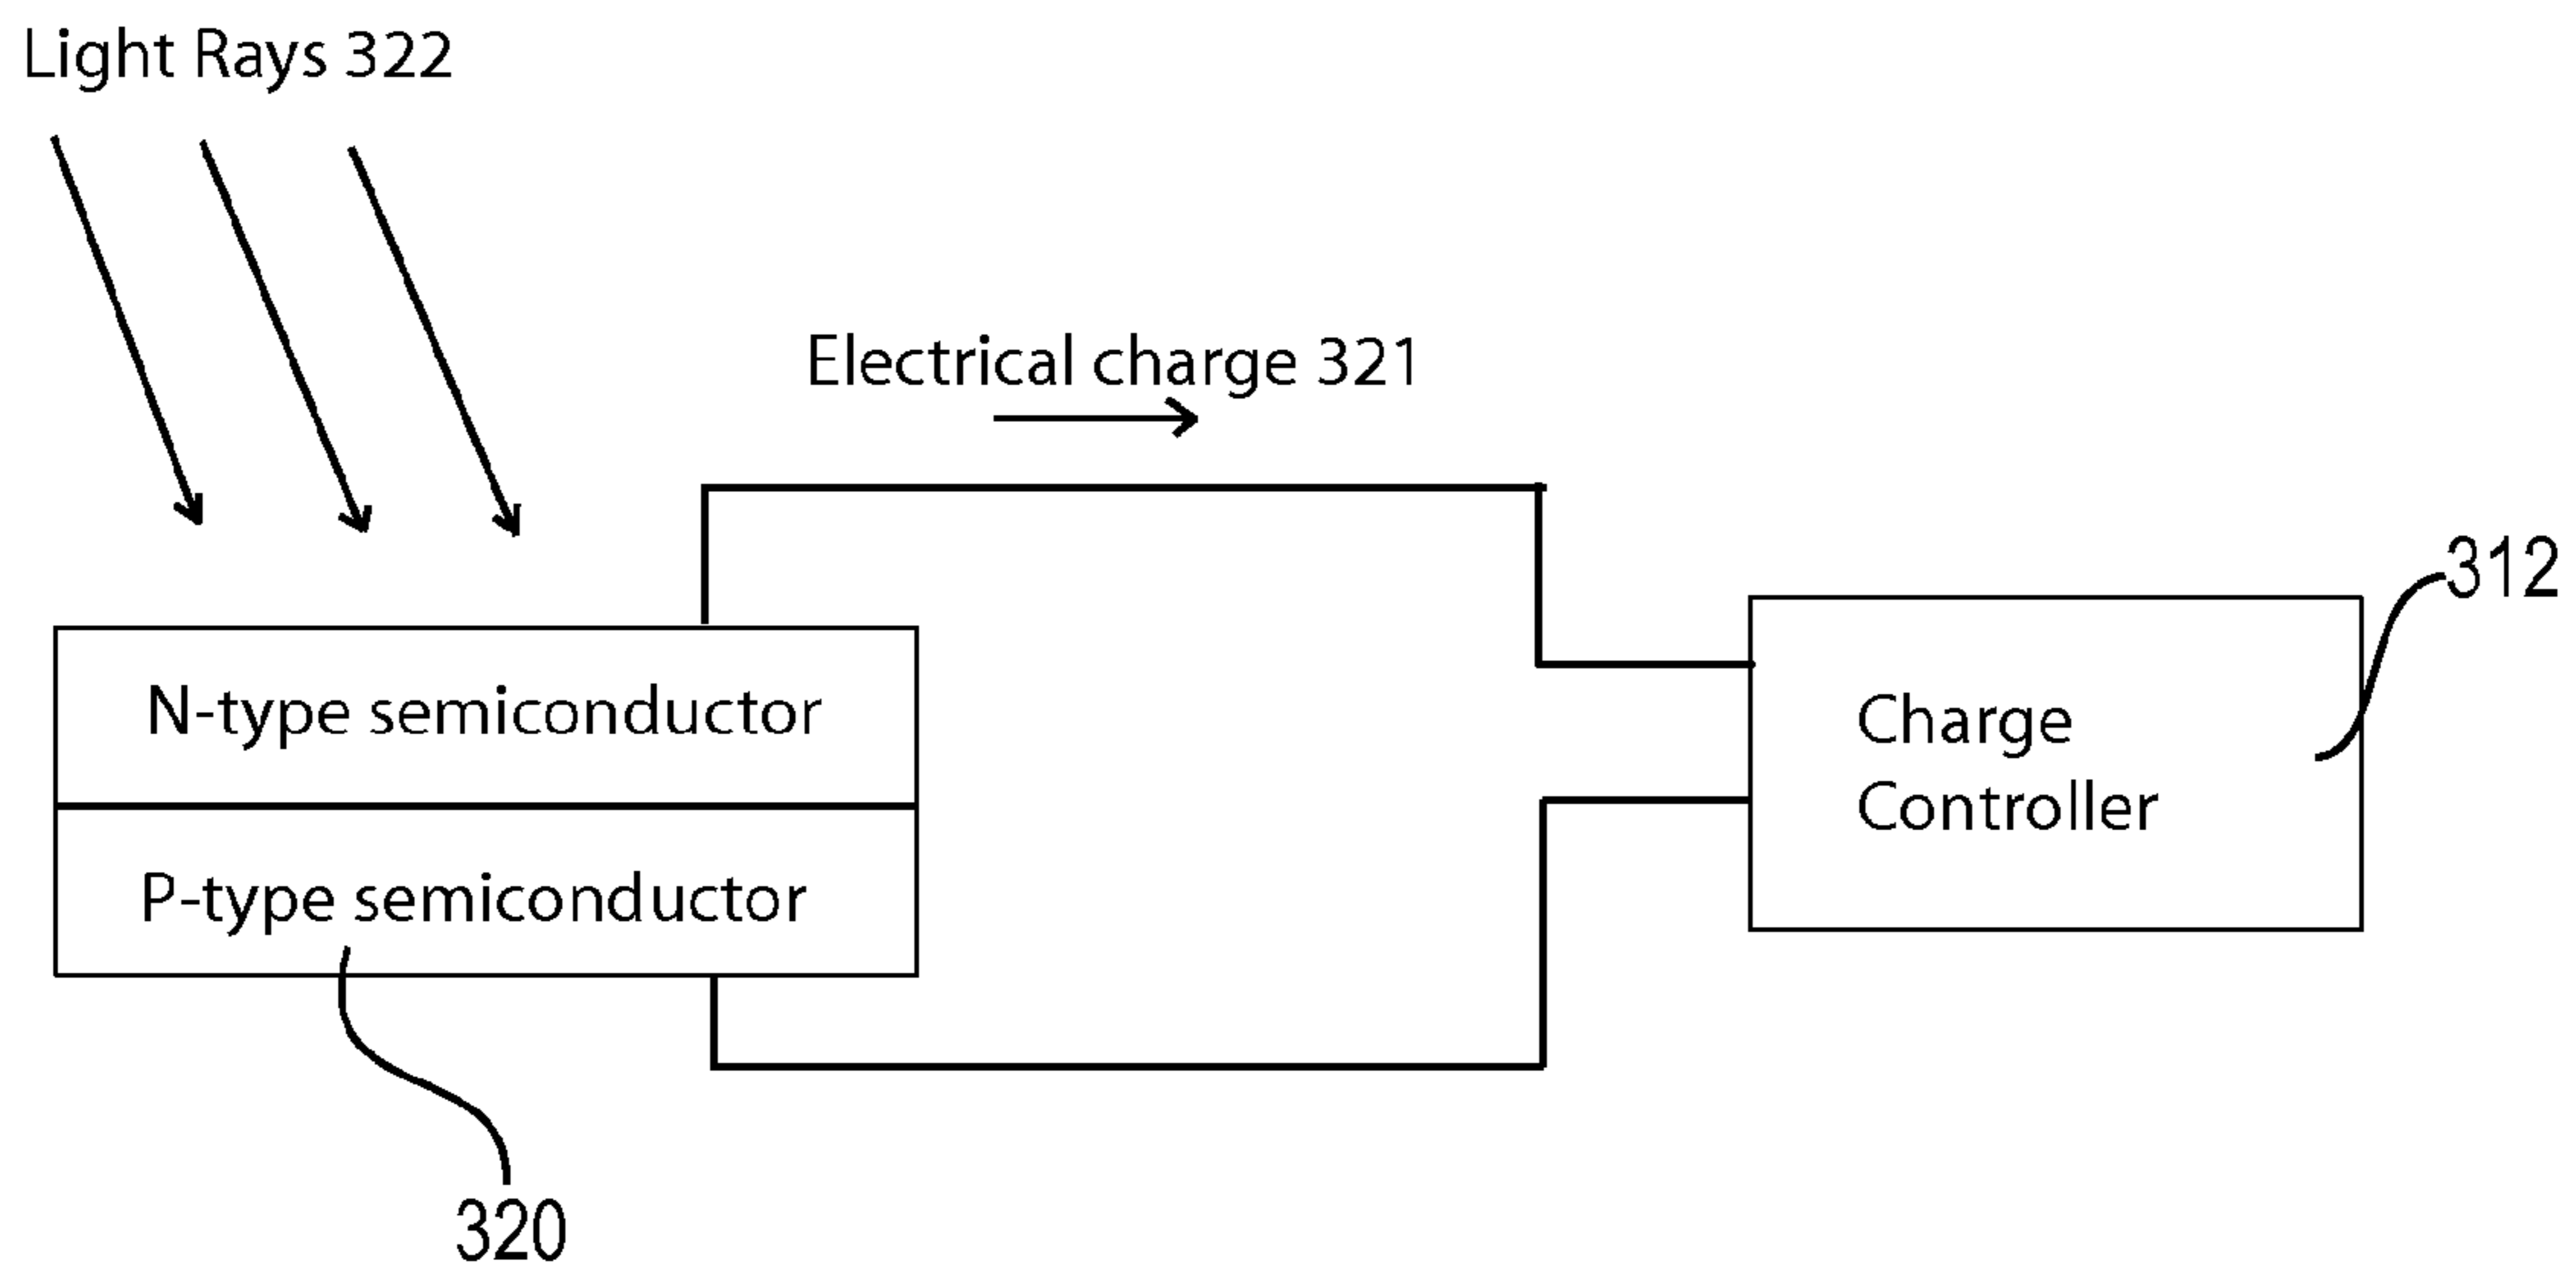 Light Rays 322
Electrical charge 321
312
N-type semiconductor
Charge
Controller
P-type semiconductor
320